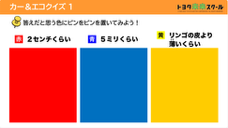 カー＆エコクイズ 1
トヨタ未来スクール
答えだと思う色にピンをピンを置いてみよう！
赤 2センチくらい
青 5ミリくらい
黄 リンゴの皮より
薄いくらい